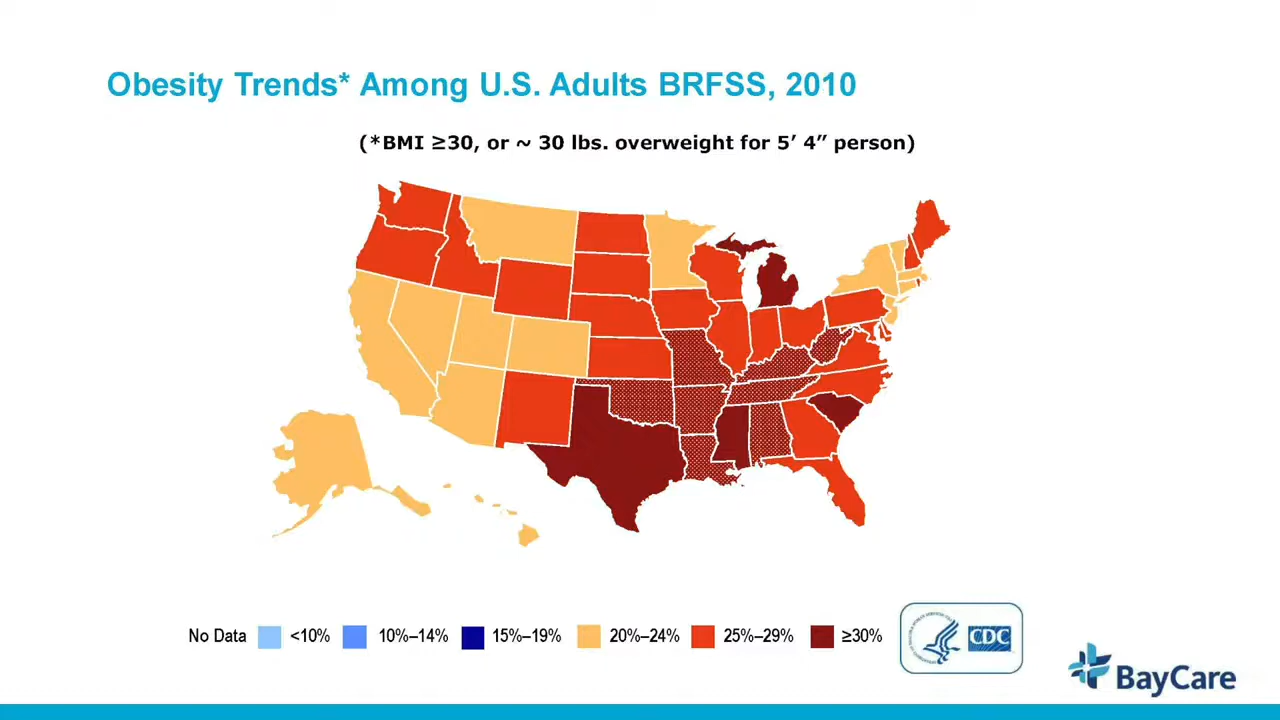 Obesity Trends* Among U.S. Adults BRFSS, 2010
(*BMI ≥30, or ~ 30 lbs. overweight for 5’ 4” person)
No Data <10% 10%–14% 15%–19% 20%–24% 25%–29% ≥30%
CDC
BayCare